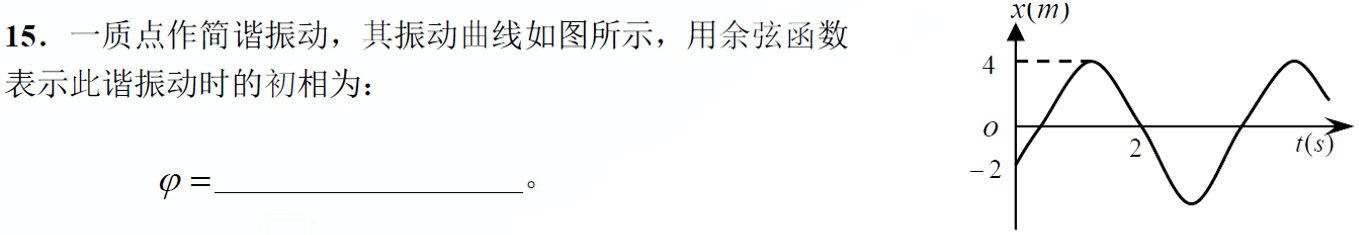 15. 一质点作简谐振动，其振动曲线如图所示，用余弦函数
表示此谐振动时的初相为：
φ =____________________。
x(m)
4
O
2
t(s)
-2